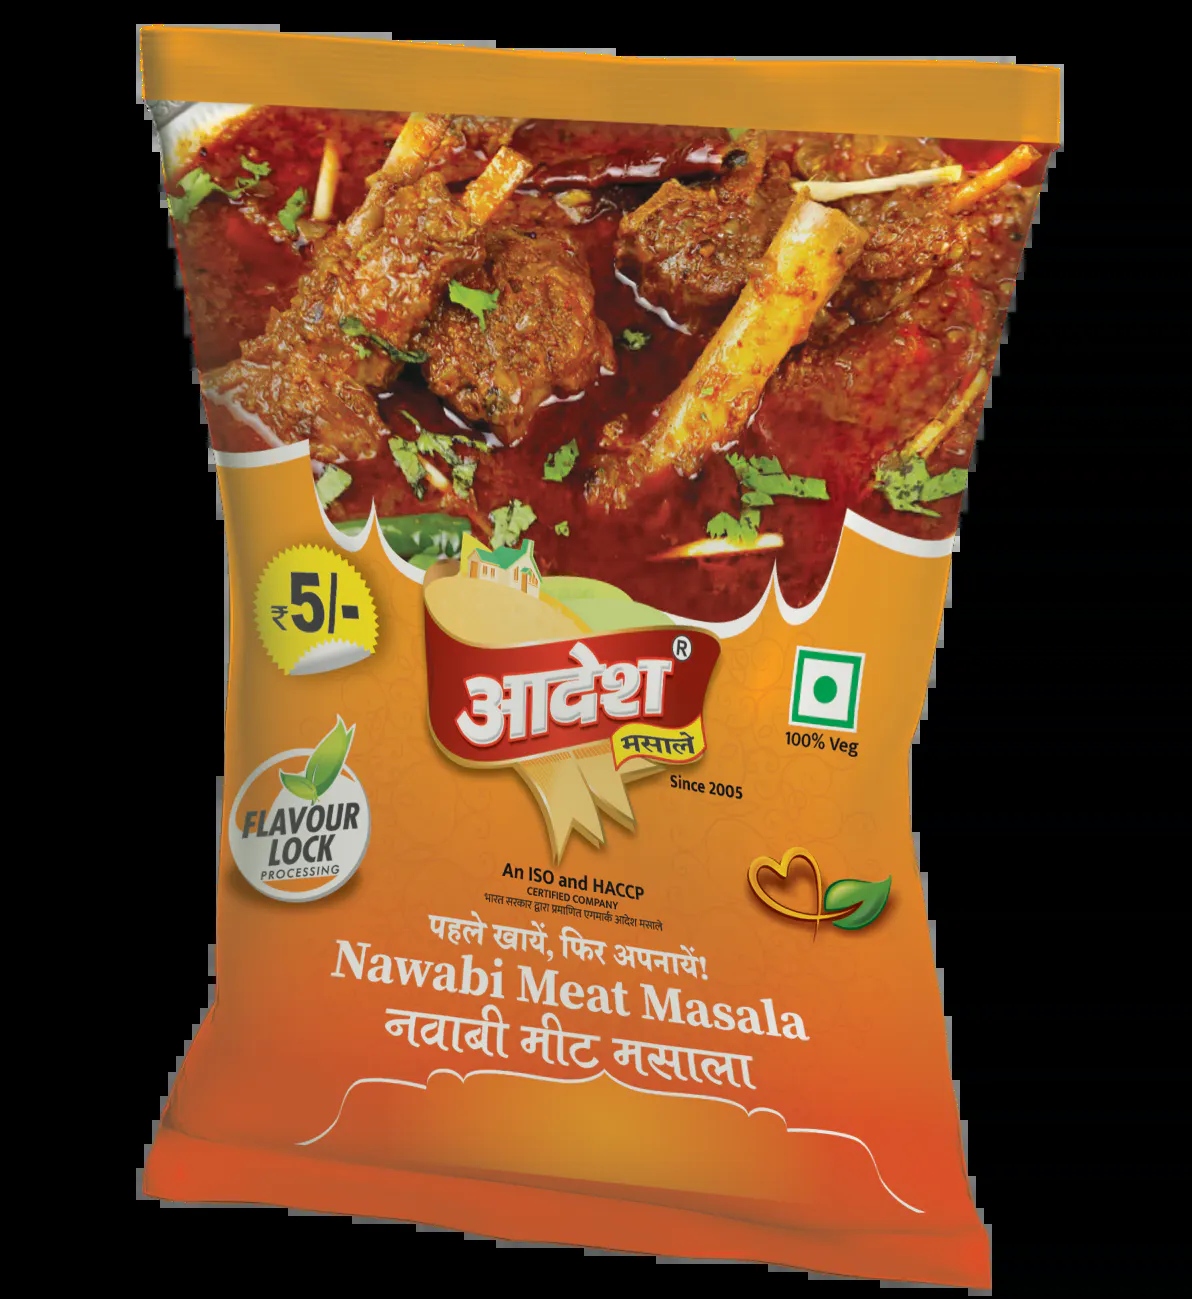 ₹5/-
आदेश®
मसाले
Since 2005
100% Veg
FLAVOUR
LOCK
PROCESSING
An ISO and HACCP
CERTIFIED COMPANY
भारत सरकार द्वारा प्रमाणित एगमार्क आदेश मसाले
पहले खायें, फिर अपनायें!
Nawabi Meat Masala
नवाबी मीट मसाला